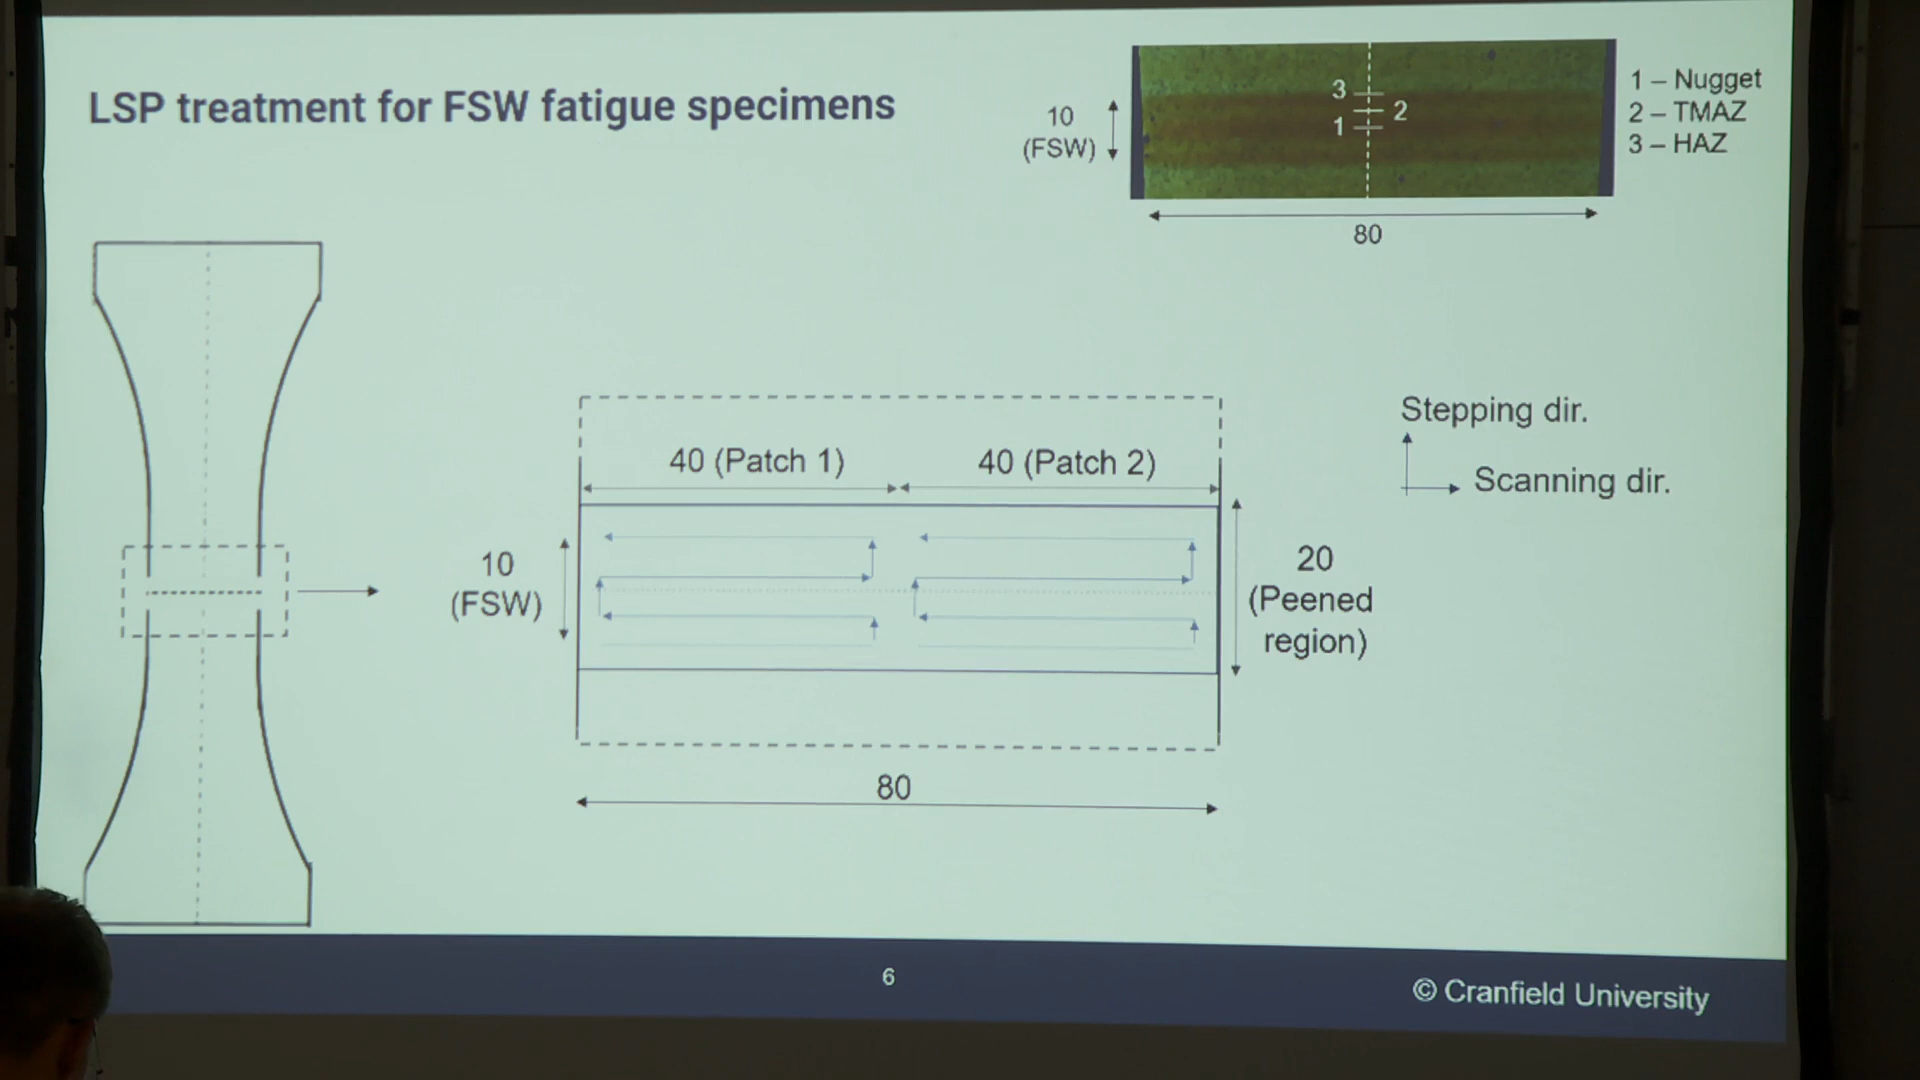 LSP treatment for FSW fatigue specimens
10
(FSW)
3
2
1
1 – Nugget
2 – TMAZ
3 – HAZ
80
Stepping dir.
Scanning dir.
40 (Patch 1)
40 (Patch 2)
10
(FSW)
20
(Peened
region)
80
6
© Cranfield University